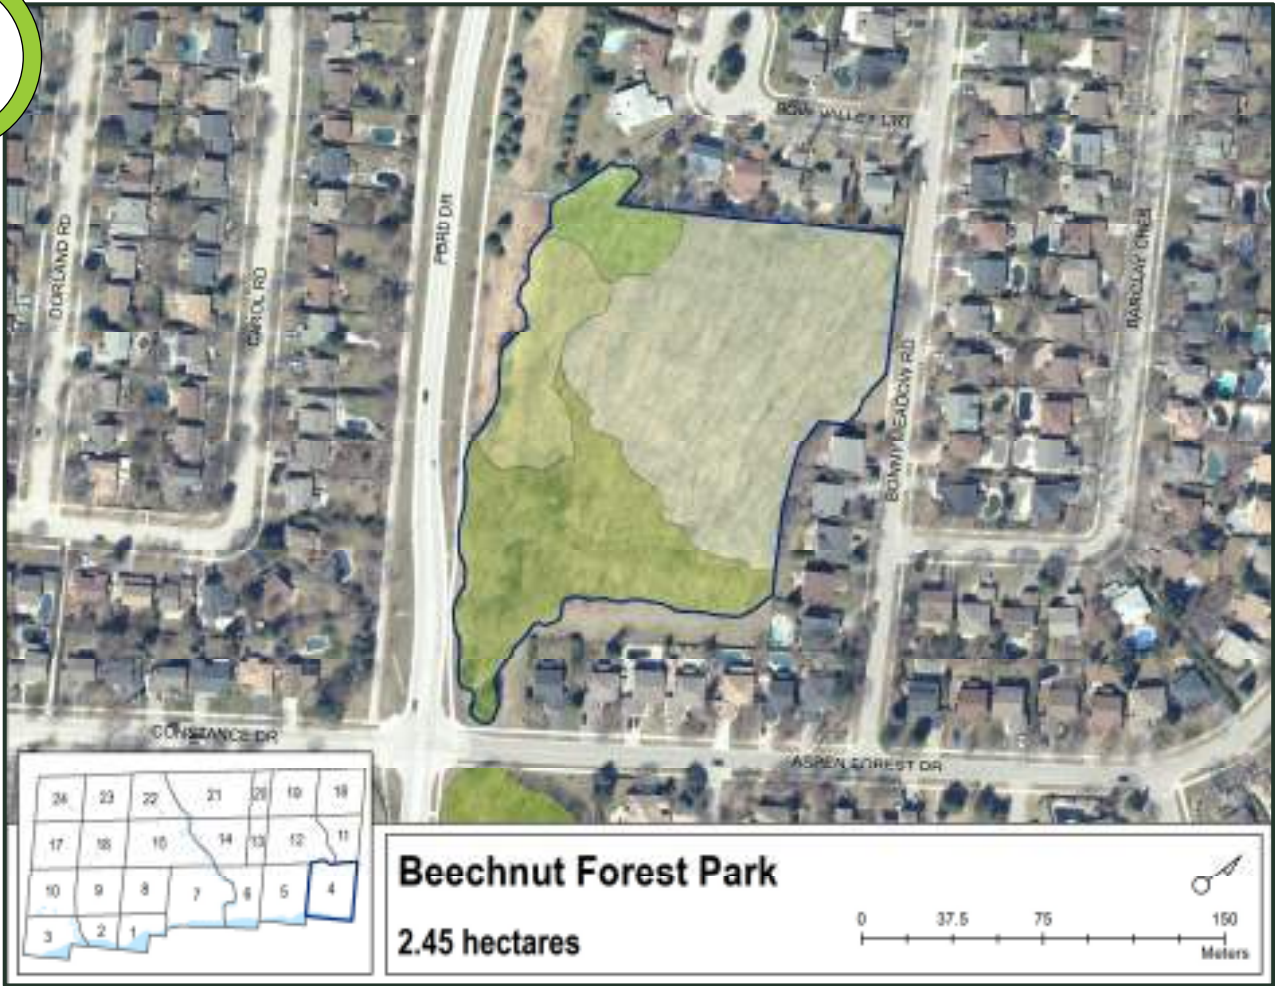 DORLAND RD
CAROL RD
FORD DR
BONNY MEADOW RD
BARCLAY CRES
CONSTANCE DR
ASPEN FOREST DR
24 23 22 21 20 19 18
17 16 15 14 13 12 11
10 9 8 7 6 5 4
3 2 1
Beechnut Forest Park
2.45 hectares
0 37.5 75 150
Meters